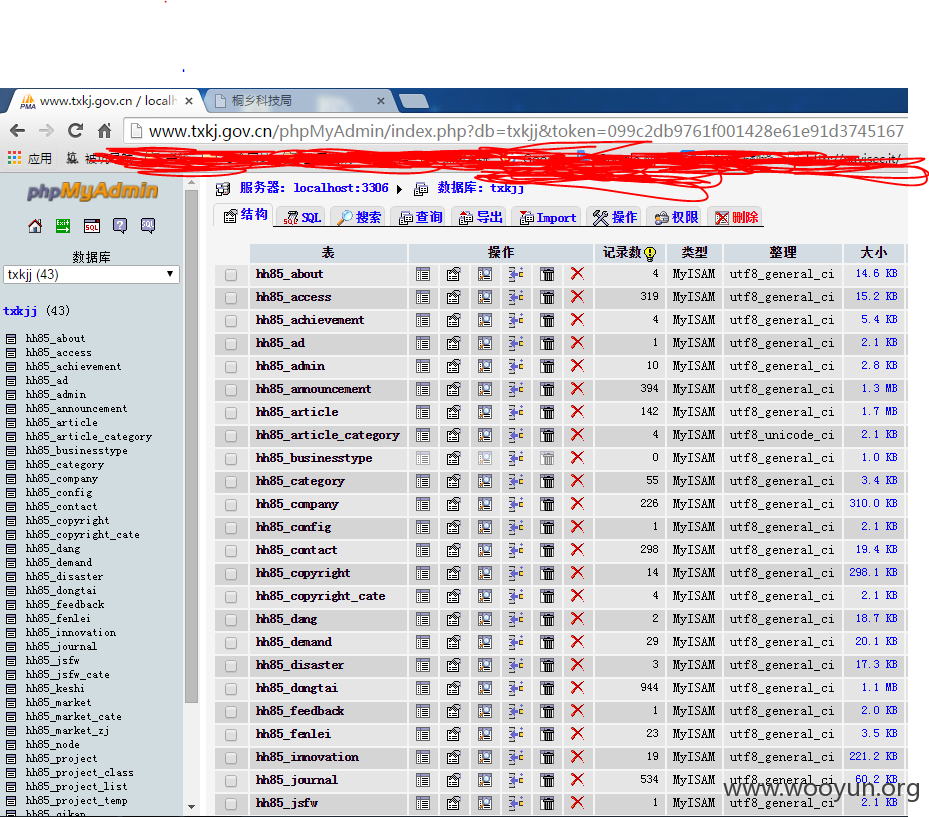 www.txkj.gov.cn / localh
桐乡科技局
www.txkj.gov.cn/phpMyAdmin/index.php?db=txkjj&token=099c2db9761f001428e61e91d3745167
应用
phpMyAdmin
服务器: localhost:3306 数据库: txkjj
结构 SQL 搜索 查询 导出 Import 操作 权限 删除
数据库
txkjj (43)
txkjj (43)
hh85_about
hh85_access
hh85_achievement
hh85_ad
hh85_admin
hh85_announcement
hh85_article
hh85_article_category
hh85_businesstype
hh85_category
hh85_company
hh85_config
hh85_contact
hh85_copyright
hh85_copyright_cate
hh85_dang
hh85_demand
hh85_disaster
hh85_dongtai
hh85_feedback
hh85_fenlei
hh85_innovation
hh85_journal
hh85_jsfw
hh85_jsfw_cate
hh85_keshi
hh85_market
hh85_market_cate
hh85_market_zj
hh85_node
hh85_project
hh85_project_class
hh85_project_list
hh85_project_temp
表 操作 记录数 类型 整理 大小
hh85_about 4 MyISAM utf8_general_ci 14.6 KB
hh85_access 319 MyISAM utf8_general_ci 15.2 KB
hh85_achievement 4 MyISAM utf8_general_ci 5.4 KB
hh85_ad 1 MyISAM utf8_general_ci 2.1 KB
hh85_admin 10 MyISAM utf8_general_ci 2.8 KB
hh85_announcement 394 MyISAM utf8_general_ci 1.3 MB
hh85_article 142 MyISAM utf8_general_ci 1.7 MB
hh85_article_category 4 MyISAM utf8_unicode_ci 2.1 KB
hh85_businesstype 0 MyISAM utf8_general_ci 1.0 KB
hh85_category 55 MyISAM utf8_general_ci 3.4 KB
hh85_company 226 MyISAM utf8_general_ci 310.0 KB
hh85_config 1 MyISAM utf8_general_ci 2.1 KB
hh85_contact 298 MyISAM utf8_general_ci 19.4 KB
hh85_copyright 14 MyISAM utf8_general_ci 298.1 KB
hh85_copyright_cate 4 MyISAM utf8_general_ci 2.1 KB
hh85_dang 2 MyISAM utf8_general_ci 18.7 KB
hh85_demand 29 MyISAM utf8_general_ci 20.1 KB
hh85_disaster 3 MyISAM utf8_general_ci 17.3 KB
hh85_dongtai 944 MyISAM utf8_general_ci 1.1 MB
hh85_feedback 1 MyISAM utf8_general_ci 2.0 KB
hh85_fenlei 23 MyISAM utf8_general_ci 3.5 KB
hh85_innovation 19 MyISAM utf8_general_ci 221.2 KB
hh85_journal 534 MyISAM utf8_general_ci 60.2 KB
hh85_jsfw 1 MyISAM utf8_general_ci 2.1 KB
www.wooyun.org